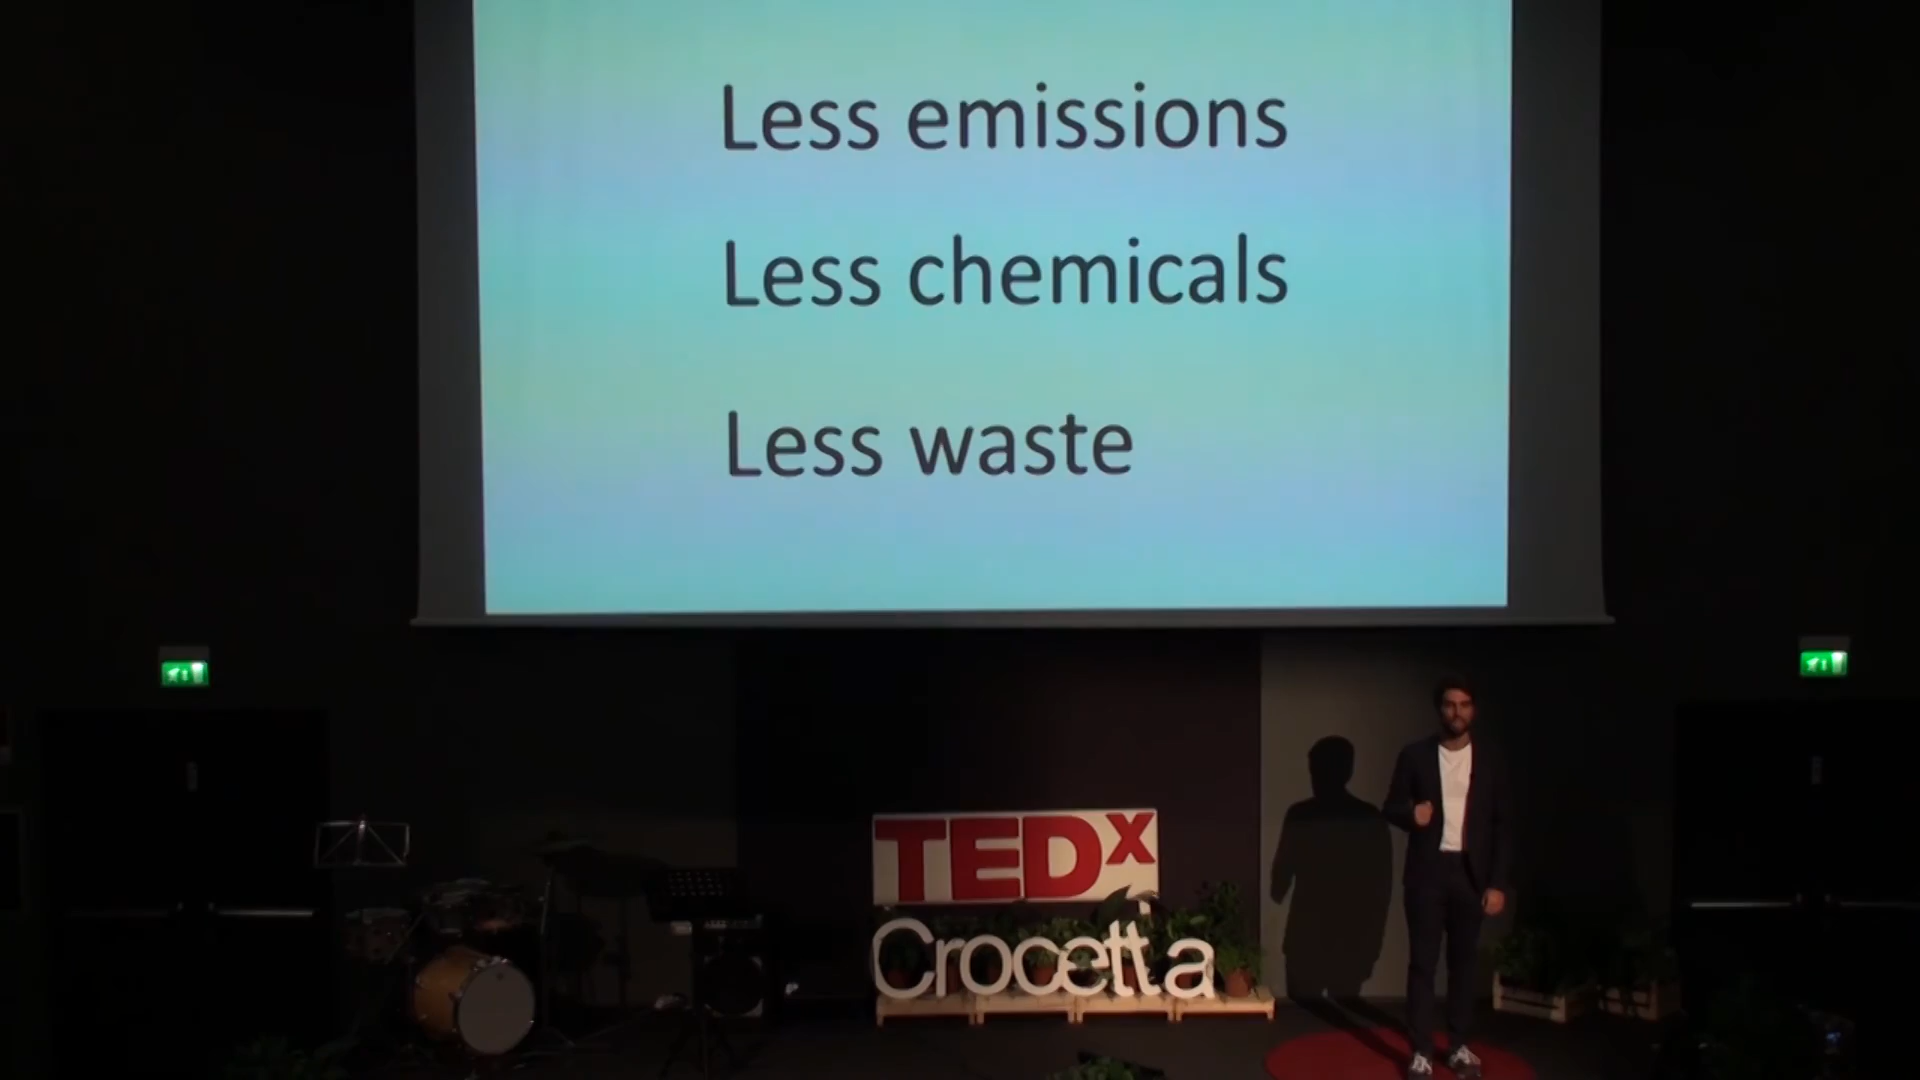 Less emissions
Less chemicals
Less waste
TEDx
Crocetta